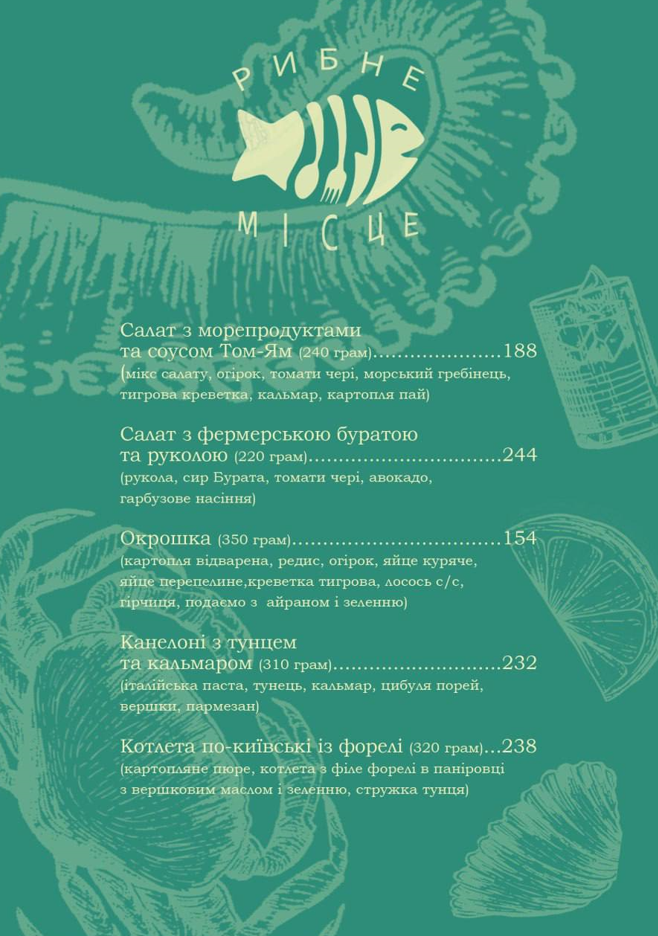 РИБНЕ
МІСЦЕ
Салат з морепродуктами
та соусом Том-Ям (240 грам).....................188
(мікс салату, огірок, томати чері, морський гребінець,
тигрова креветка, кальмар, картопля пай)
Салат з фермерською буратою
та руколою (220 грам)................................244
(рукола, сир Бурата, томати чері, авокадо,
гарбузове насіння)
Окрошка (350 грам)...................................154
(картопля відварена, редис, огірок, яйце куряче,
яйце перепелине,креветка тигрова, лосось с/с,
гірчиця, подаємо з айраном і зеленню)
Канелоні з тунцем
та кальмаром (310 грам)............................232
(італійська паста, тунець, кальмар, цибуля порей,
вершки, пармезан)
Котлета по-київські із форелі (320 грам)...238
(картопляне пюре, котлета з філе форелі в паніровці
з вершковим маслом і зеленню, стружка тунця)